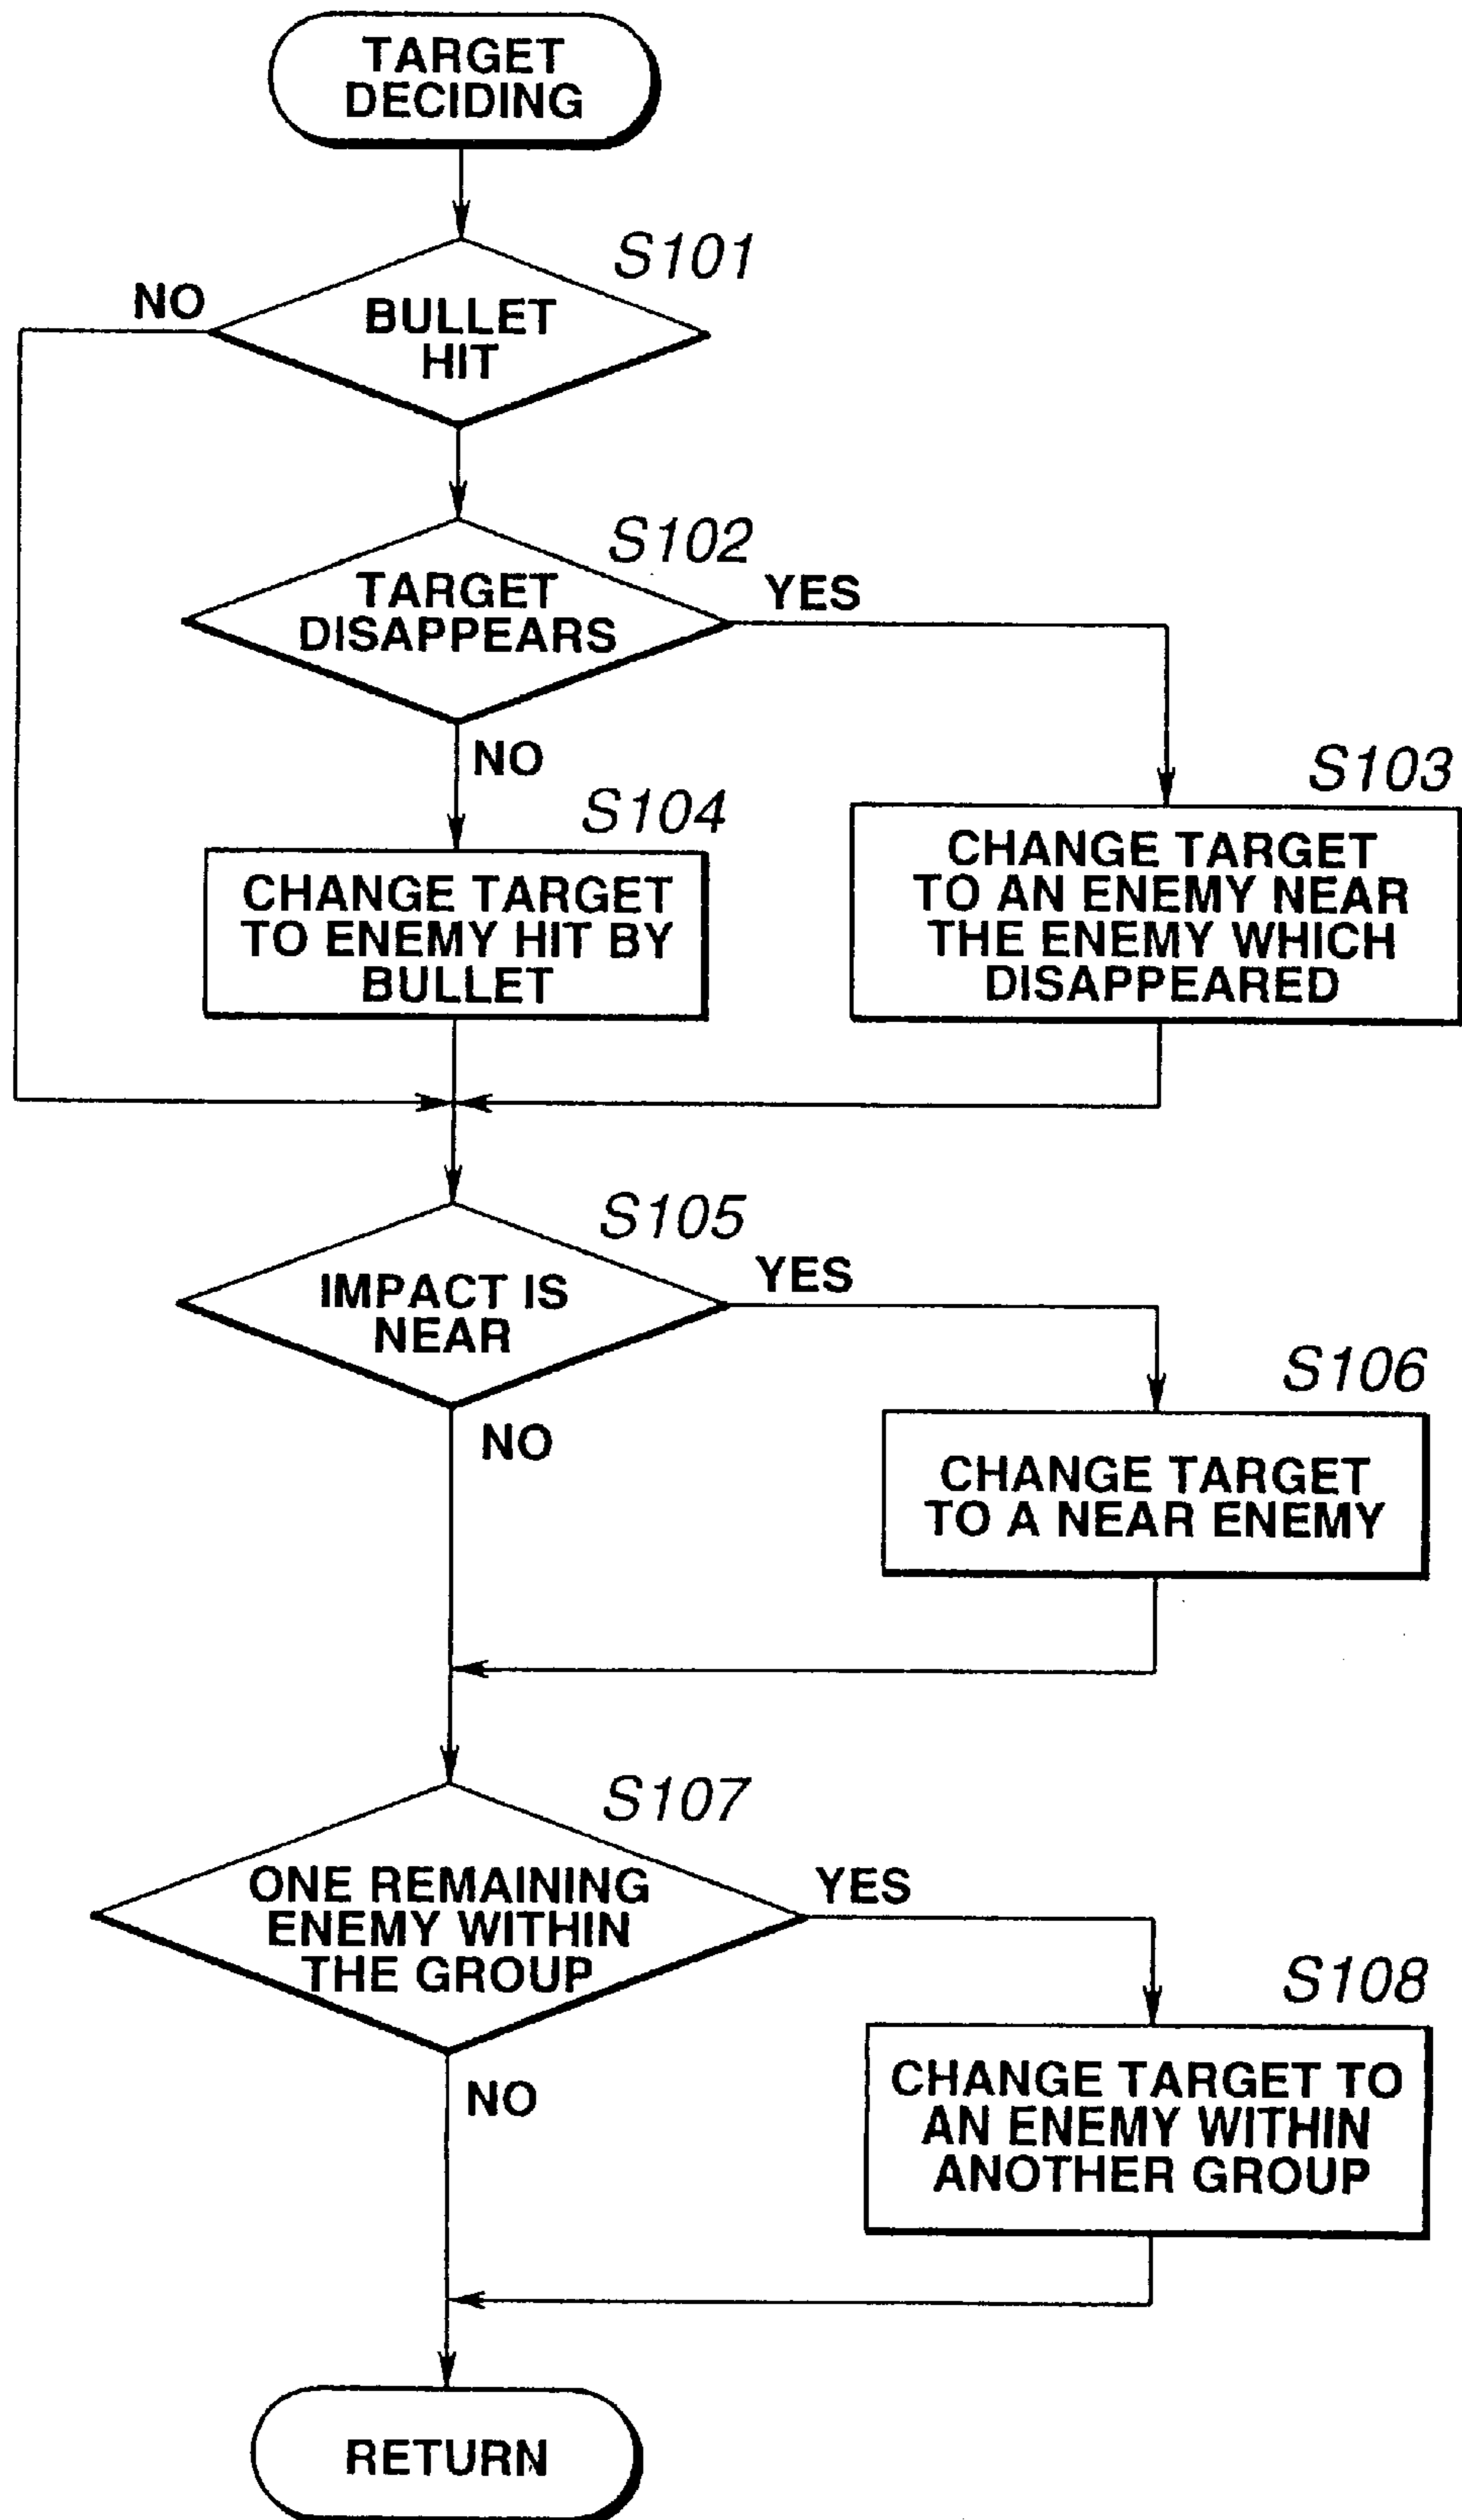 TARGET
DECIDING
S101
NO
BULLET
HIT
S102
TARGET
DISAPPEARS
YES
NO
S103
S104
CHANGE TARGET
TO AN ENEMY NEAR
THE ENEMY WHICH
DISAPPEARED
CHANGE TARGET
TO ENEMY HIT BY
BULLET
S105
YES
IMPACT IS
NEAR
NO
S106
CHANGE TARGET
TO A NEAR ENEMY
S107
ONE REMAINING
ENEMY WITHIN
THE GROUP
YES
NO
S108
CHANGE TARGET TO
AN ENEMY WITHIN
ANOTHER GROUP
RETURN